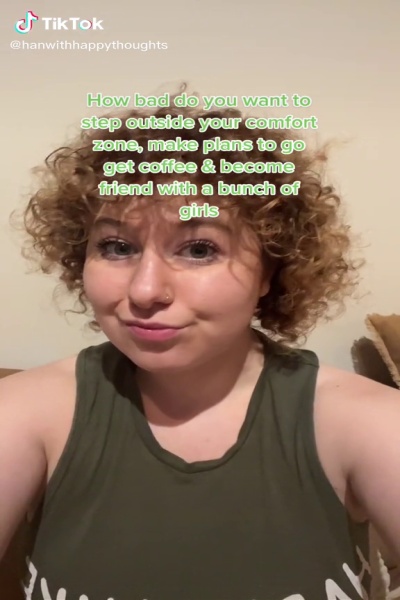 TikTok
@hanwithhappythoughts
How bad do you want to
step outside your comfort
zone, make plans to go
get coffee & become
friend with a bunch of
girls